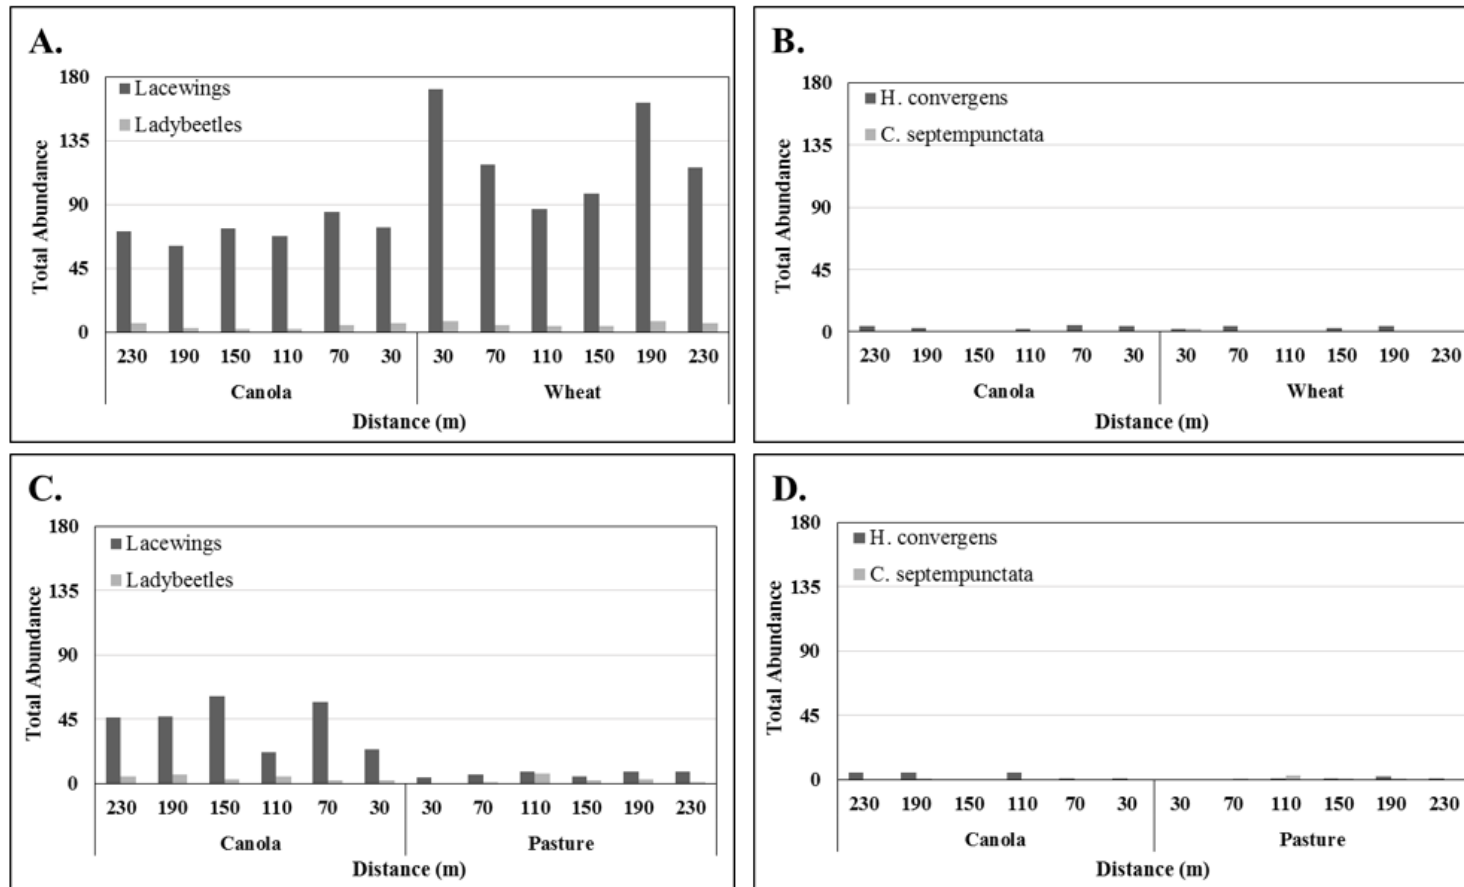 A.
180
135
90
45
0
Total Abundance
Lacewings
Ladybeetles
230 190 150 110 70 30 30 70 110 150 190 230
Canola Wheat
Distance (m)
B.
180
135
90
45
0
Total Abundance
H. convergens
C. septempunctata
230 190 150 110 70 30 30 70 110 150 190 230
Canola Wheat
Distance (m)
C.
180
135
90
45
0
Total Abundance
Lacewings
Ladybeetles
230 190 150 110 70 30 30 70 110 150 190 230
Canola Pasture
Distance (m)
D.
180
135
90
45
0
Total Abundance
H. convergens
C. septempunctata
230 190 150 110 70 30 30 70 110 150 190 230
Canola Pasture
Distance (m)